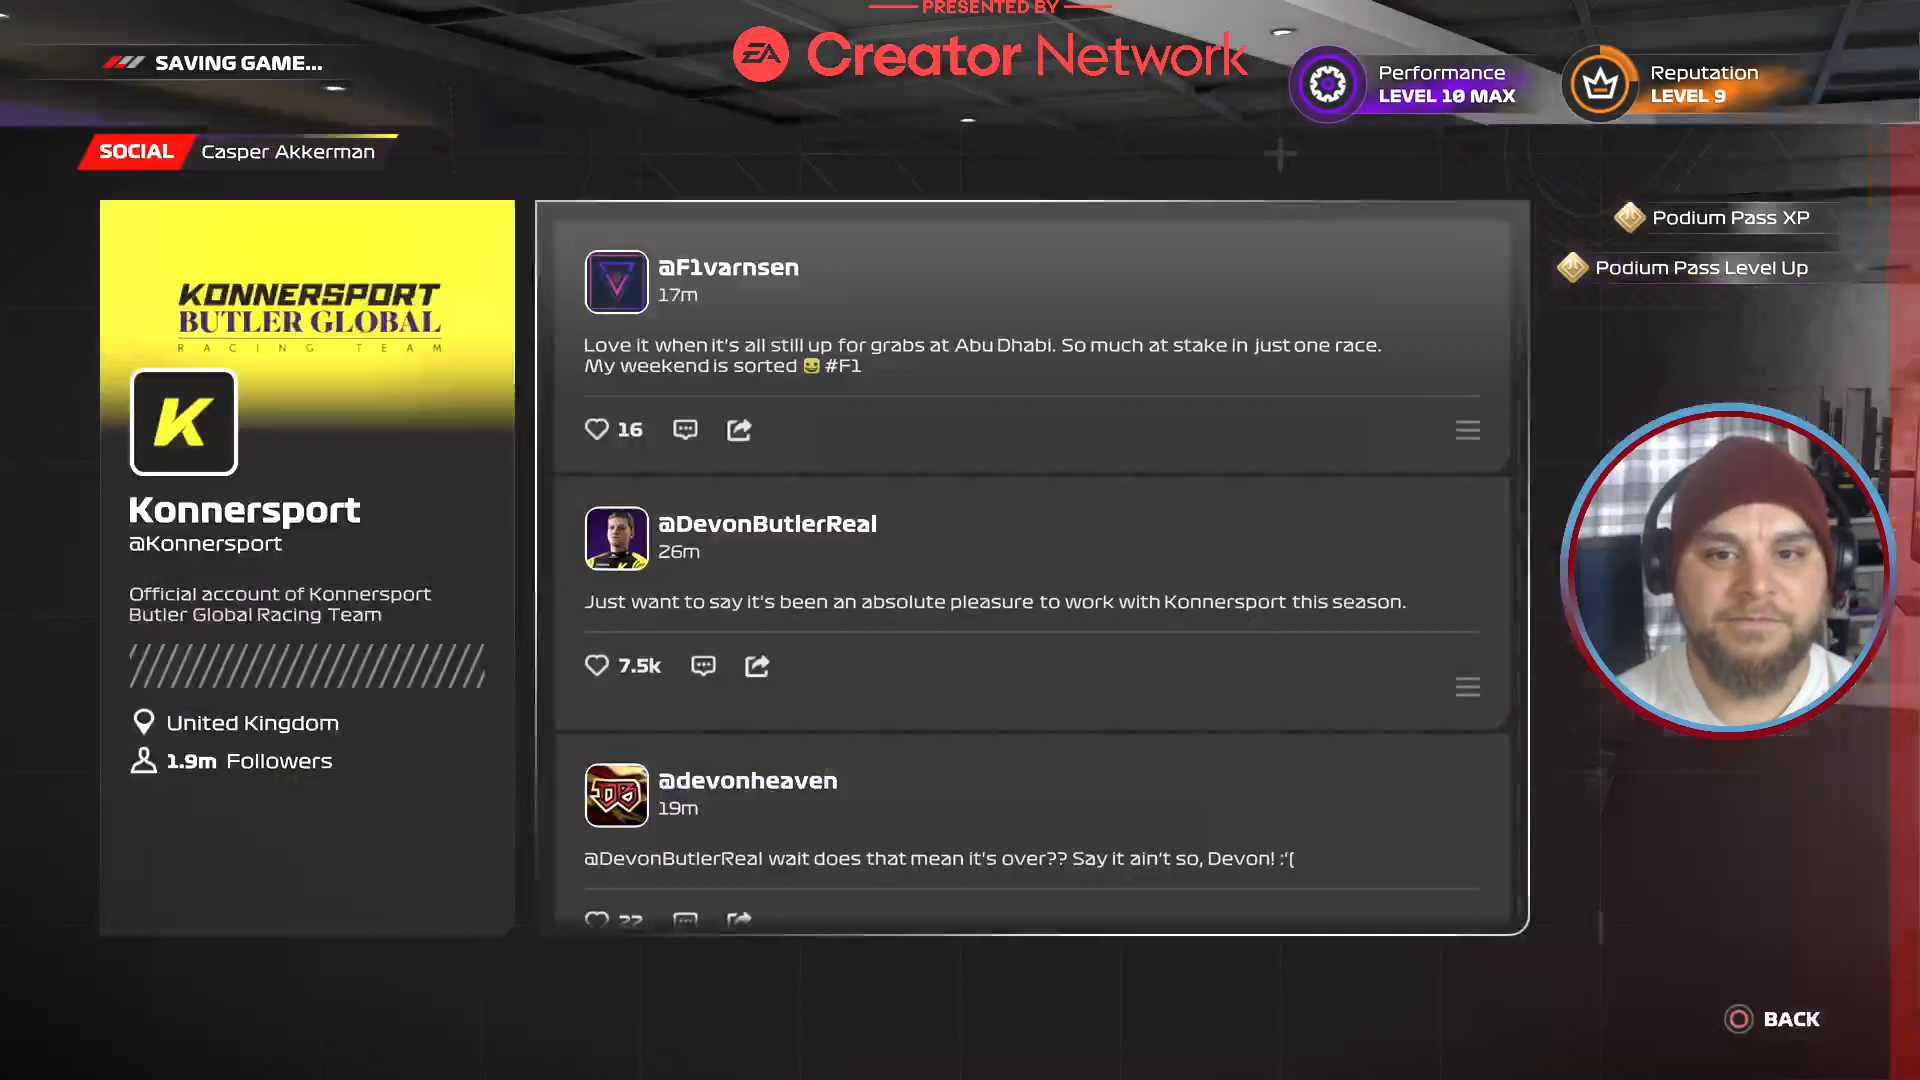 PRESENTED BY
EA Creator Network
SAVING GAME...
Performance
LEVEL 10 MAX
Reputation
LEVEL 9
SOCIAL Casper Akkerman
Podium Pass XP
Podium Pass Level Up
KONNERSPORT
BUTLER GLOBAL
RACING TEAM
K
Konnersport
@Konnersport
Official account of Konnersport
Butler Global Racing Team
United Kingdom
1.9m Followers
@F1varnsen
17m
Love it when it's all still up for grabs at Abu Dhabi. So much at stake in just one race.
My weekend is sorted 😆 #F1
16
@DevonButlerReal
26m
Just want to say it's been an absolute pleasure to work with Konnersport this season.
7.5k
DB
@devonheaven
19m
@DevonButlerReal wait does that mean it's over?? Say it ain't so, Devon! :'(
22
BACK